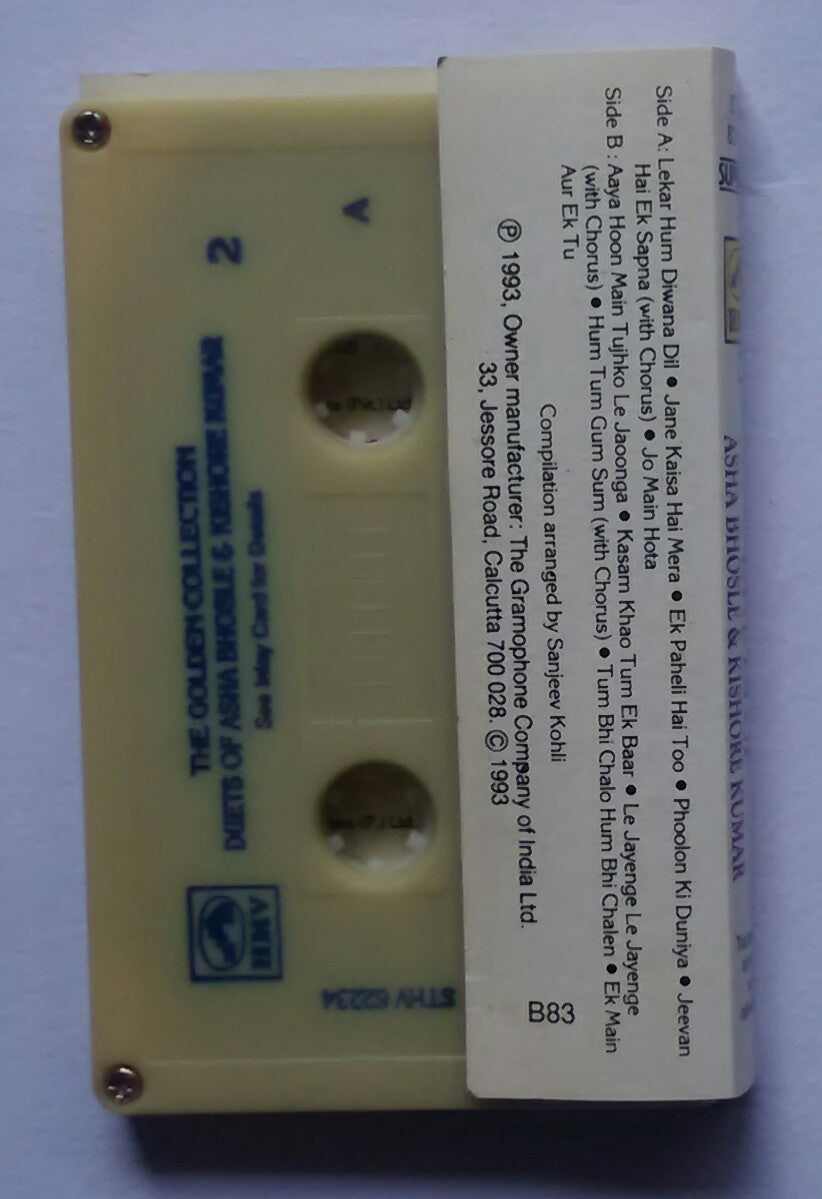 Side A: Lekar Hum Diwana Dil • Jane Kaisa Hai Mera • Ek Paheli Hai Too • Phoolon Ki Duniya • Jeevan
Hai Ek Sapna (with Chorus) • Jo Main Hota
Side B : Aaya Hoon Main Tujhko Le Jaoonga • Kasam Khao Tum Ek Baar • Le Jayenge Le Jayenge
(with Chorus) • Hum Tum Gum Sum (with Chorus) • Tum Bhi Chalo Hum Bhi Chalen • Ek Main
Aur Ek Tu
Compilation arranged by Sanjeev Kohli
℗ 1993, Owner manufacturer: The Gramophone Company of India Ltd.
33, Jessore Road, Calcutta 700 028. © 1993
B83
ASHA BHOSLE & KISHORE KUMAR
A
2
THE GOLDEN COLLECTION
DUETS OF ASHA BHOSLE & KISHORE KUMAR
See Inlay Card for Details
HMV
STHV 62234